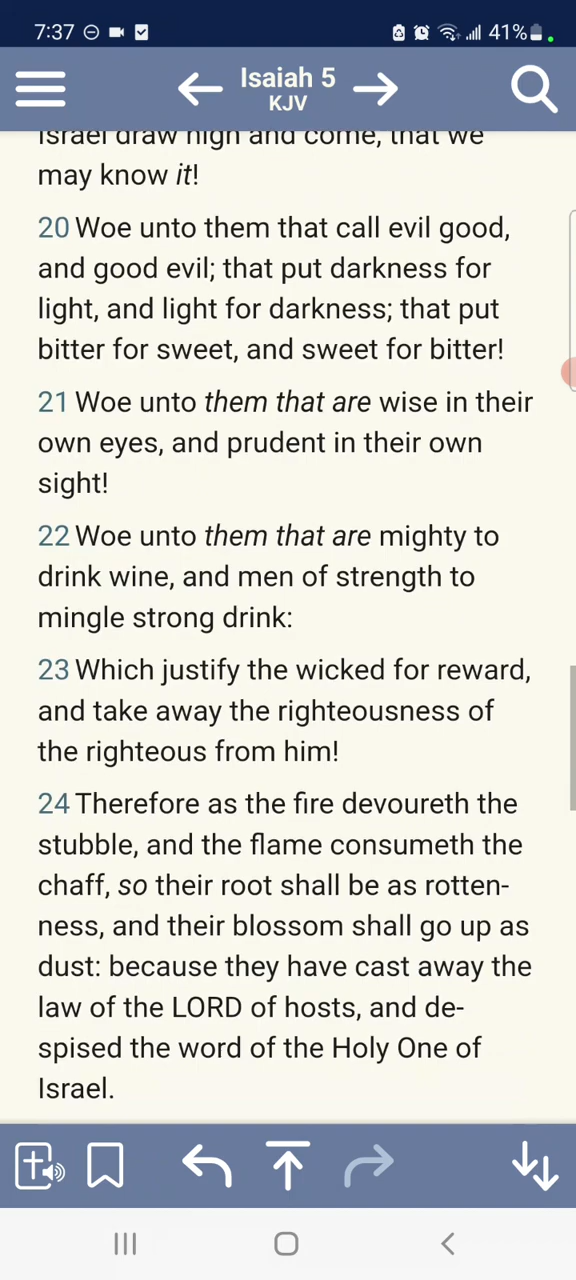 7:37 41%
Isaiah 5
KJV
Israel draw nigh and come, that we
may know it!
20 Woe unto them that call evil good,
and good evil; that put darkness for
light, and light for darkness; that put
bitter for sweet, and sweet for bitter!
21 Woe unto them that are wise in their
own eyes, and prudent in their own
sight!
22 Woe unto them that are mighty to
drink wine, and men of strength to
mingle strong drink:
23 Which justify the wicked for reward,
and take away the righteousness of
the righteous from him!
24 Therefore as the fire devoureth the
stubble, and the flame consumeth the
chaff, so their root shall be as rotten-
ness, and their blossom shall go up as
dust: because they have cast away the
law of the LORD of hosts, and de-
spised the word of the Holy One of
Israel.